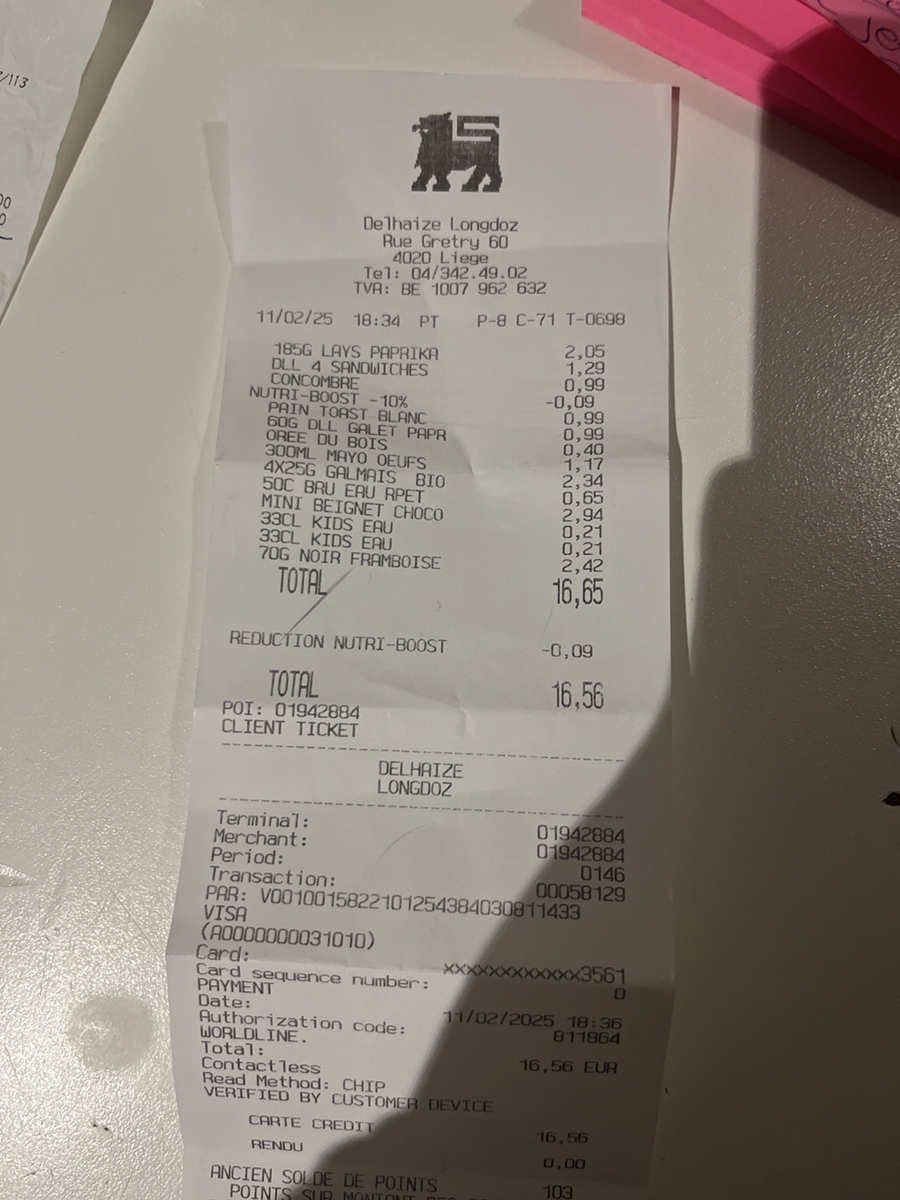 /113
00
0
Delhaize Longdoz
Rue Gretry 60
4020 Liege
Tel: 04/342.49.02
TVA: BE 1007 962 632
11/02/25 18:34 PT P-8 C-71 T-0698
185G LAYS PAPRIKA 2,05
DLL 4 SANDWICHES 1,29
CONCOMBRE 0,99
NUTRI-BOOST -10% -0,09
PAIN TOAST BLANC 0,99
60G DLL GALET PAPR 0,99
OREE DU BOIS 0,40
300ML MAYO OEUFS 1,17
4X25G GALMAIS BIO 2,34
50C BRU EAU RPET 0,65
MINI BEIGNET CHOCO 2,94
33CL KIDS EAU 0,21
33CL KIDS EAU 0,21
70G NOIR FRAMBOISE 2,42
TOTAL 16,65
REDUCTION NUTRI-BOOST -0,09
TOTAL 16,56
POI: 01942884
CLIENT TICKET
DELHAIZE
LONGDOZ
Terminal: 01942884
Merchant: 01942884
Period: 0146
Transaction: 00058129
PAR: V0010015822101254384030811433
VISA
(A0000000031010)
Card: xxxxxxxxxxxx3561
Card sequence number: 0
PAYMENT
Date: 11/02/2025 18:36
Authorization code: 811864
WORLDLINE.
Total: 16,56 EUR
Contactless
Read Method: CHIP
VERIFIED BY CUSTOMER DEVICE
CARTE CREDIT 16,56
RENDU 0,00
ANCIEN SOLDE DE POINTS 103
POINTS SUR MONTANT